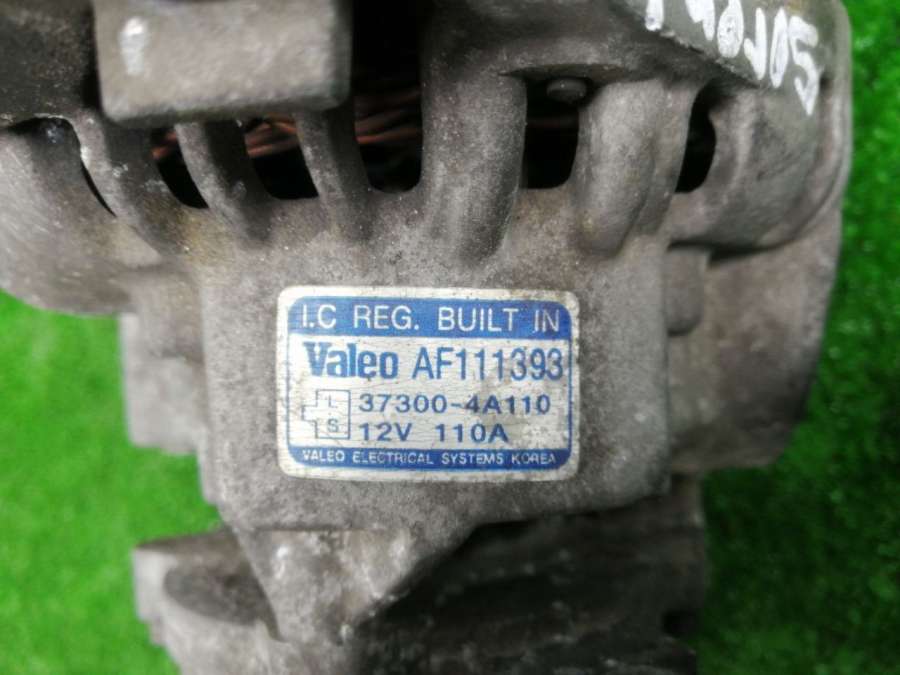 I.C REG. BUILT IN
Valeo AF111393
L
37300-4A110
S
12V 110A
VALEO ELECTRICAL SYSTEMS KOREA